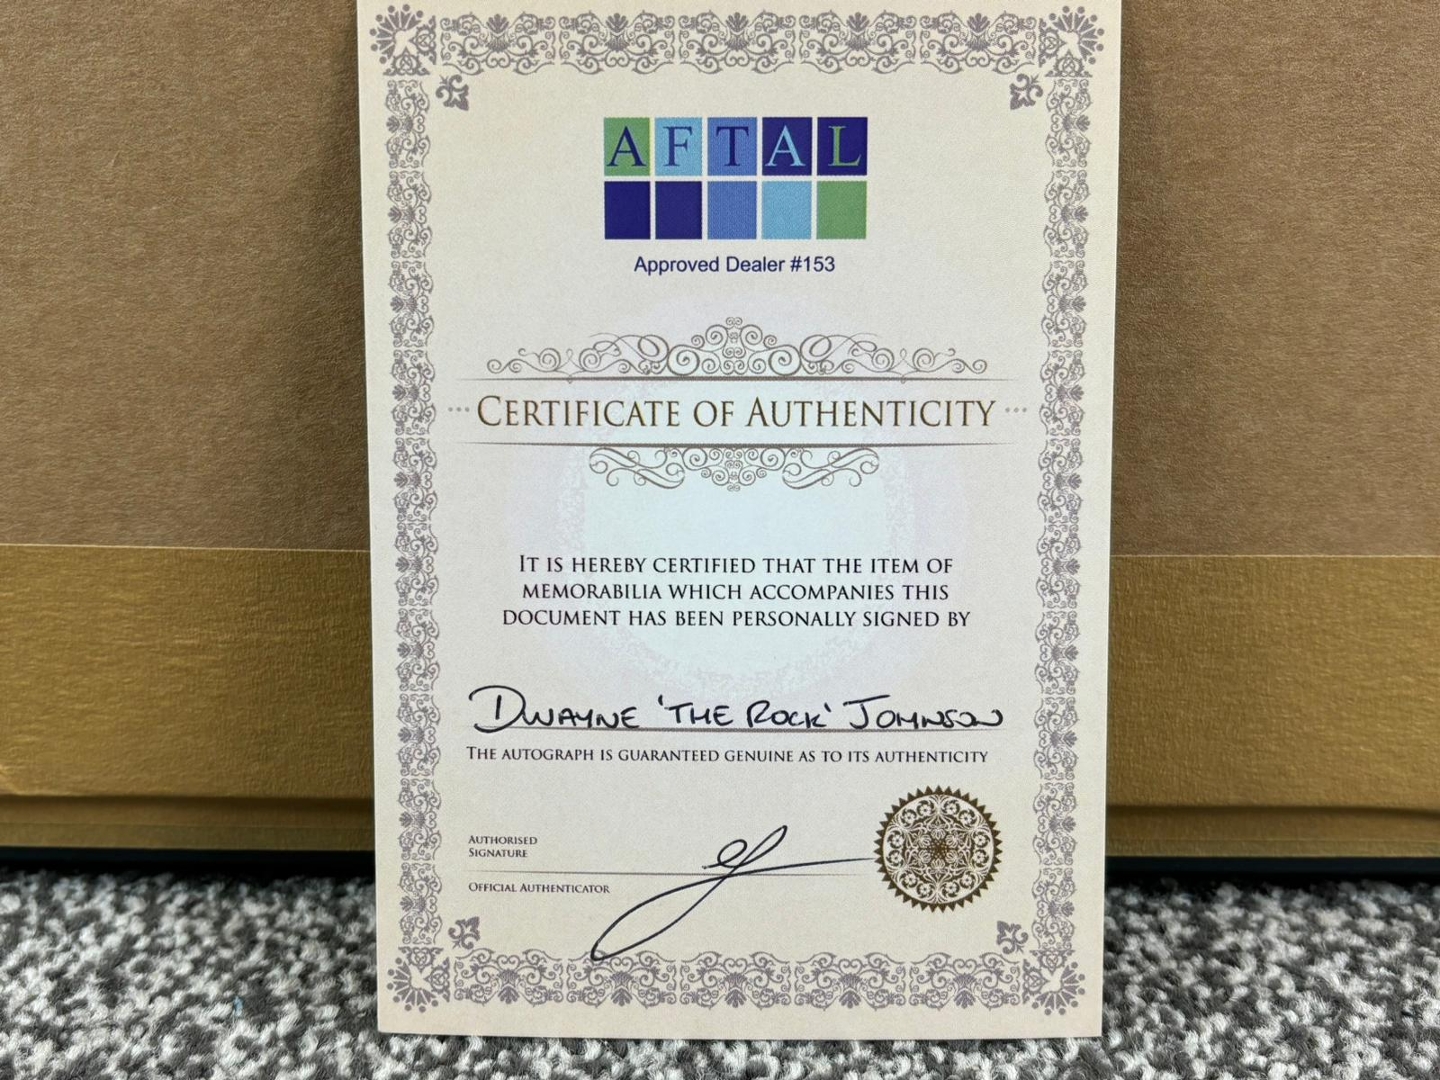 AFTAL
Approved Dealer #153
CERTIFICATE OF AUTHENTICITY
IT IS HEREBY CERTIFIED THAT THE ITEM OF
MEMORABILIA WHICH ACCOMPANIES THIS
DOCUMENT HAS BEEN PERSONALLY SIGNED BY
DWAYNE 'THE ROCK' JOHNSON
THE AUTOGRAPH IS GUARANTEED GENUINE AS TO ITS AUTHENTICITY
AUTHORISED
SIGNATURE
OFFICIAL AUTHENTICATOR